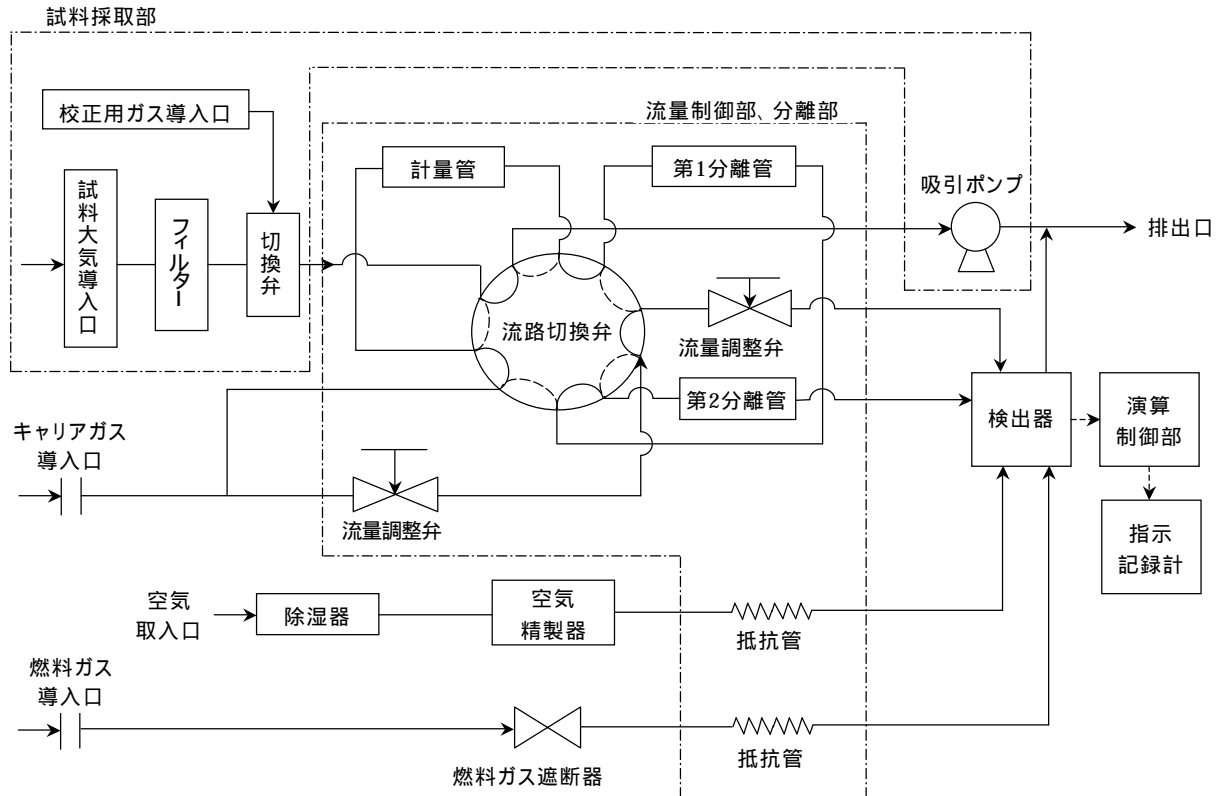 試料採取部
校正用ガス導入口
流量制御部、分離部
計量管
第1分離管
吸引ポンプ
試料大気導入口
フィルター
切換弁
排出口
流路切換弁
流量調整弁
第2分離管
検出器
演算
制御部
キャリアガス
導入口
流量調整弁
指示
記録計
空気
取入口
除湿器
空気
精製器
抵抗管
燃料ガス
導入口
抵抗管
燃料ガス遮断器